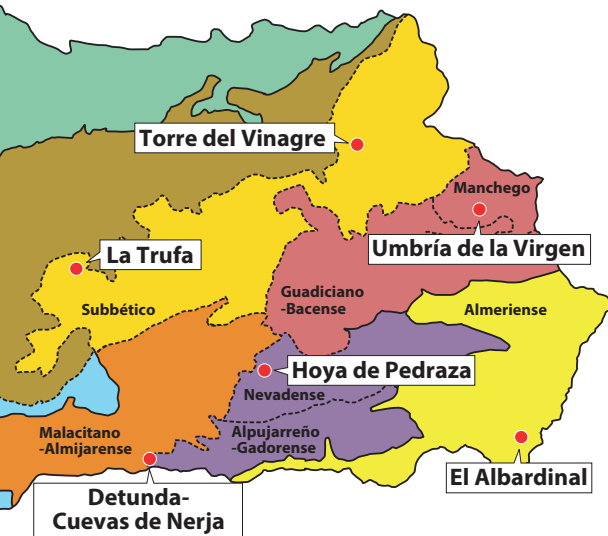 Torre del Vinagre
Manchego
Umbría de la Virgen
La Trufa
Guadiciano
-Bacense
Subbético
Almeriense
Hoya de Pedraza
Nevadense
Malacitano
-Almijarense
Alpujarreño
-Gadorense
El Albardinal
Detunda-
Cuevas de Nerja